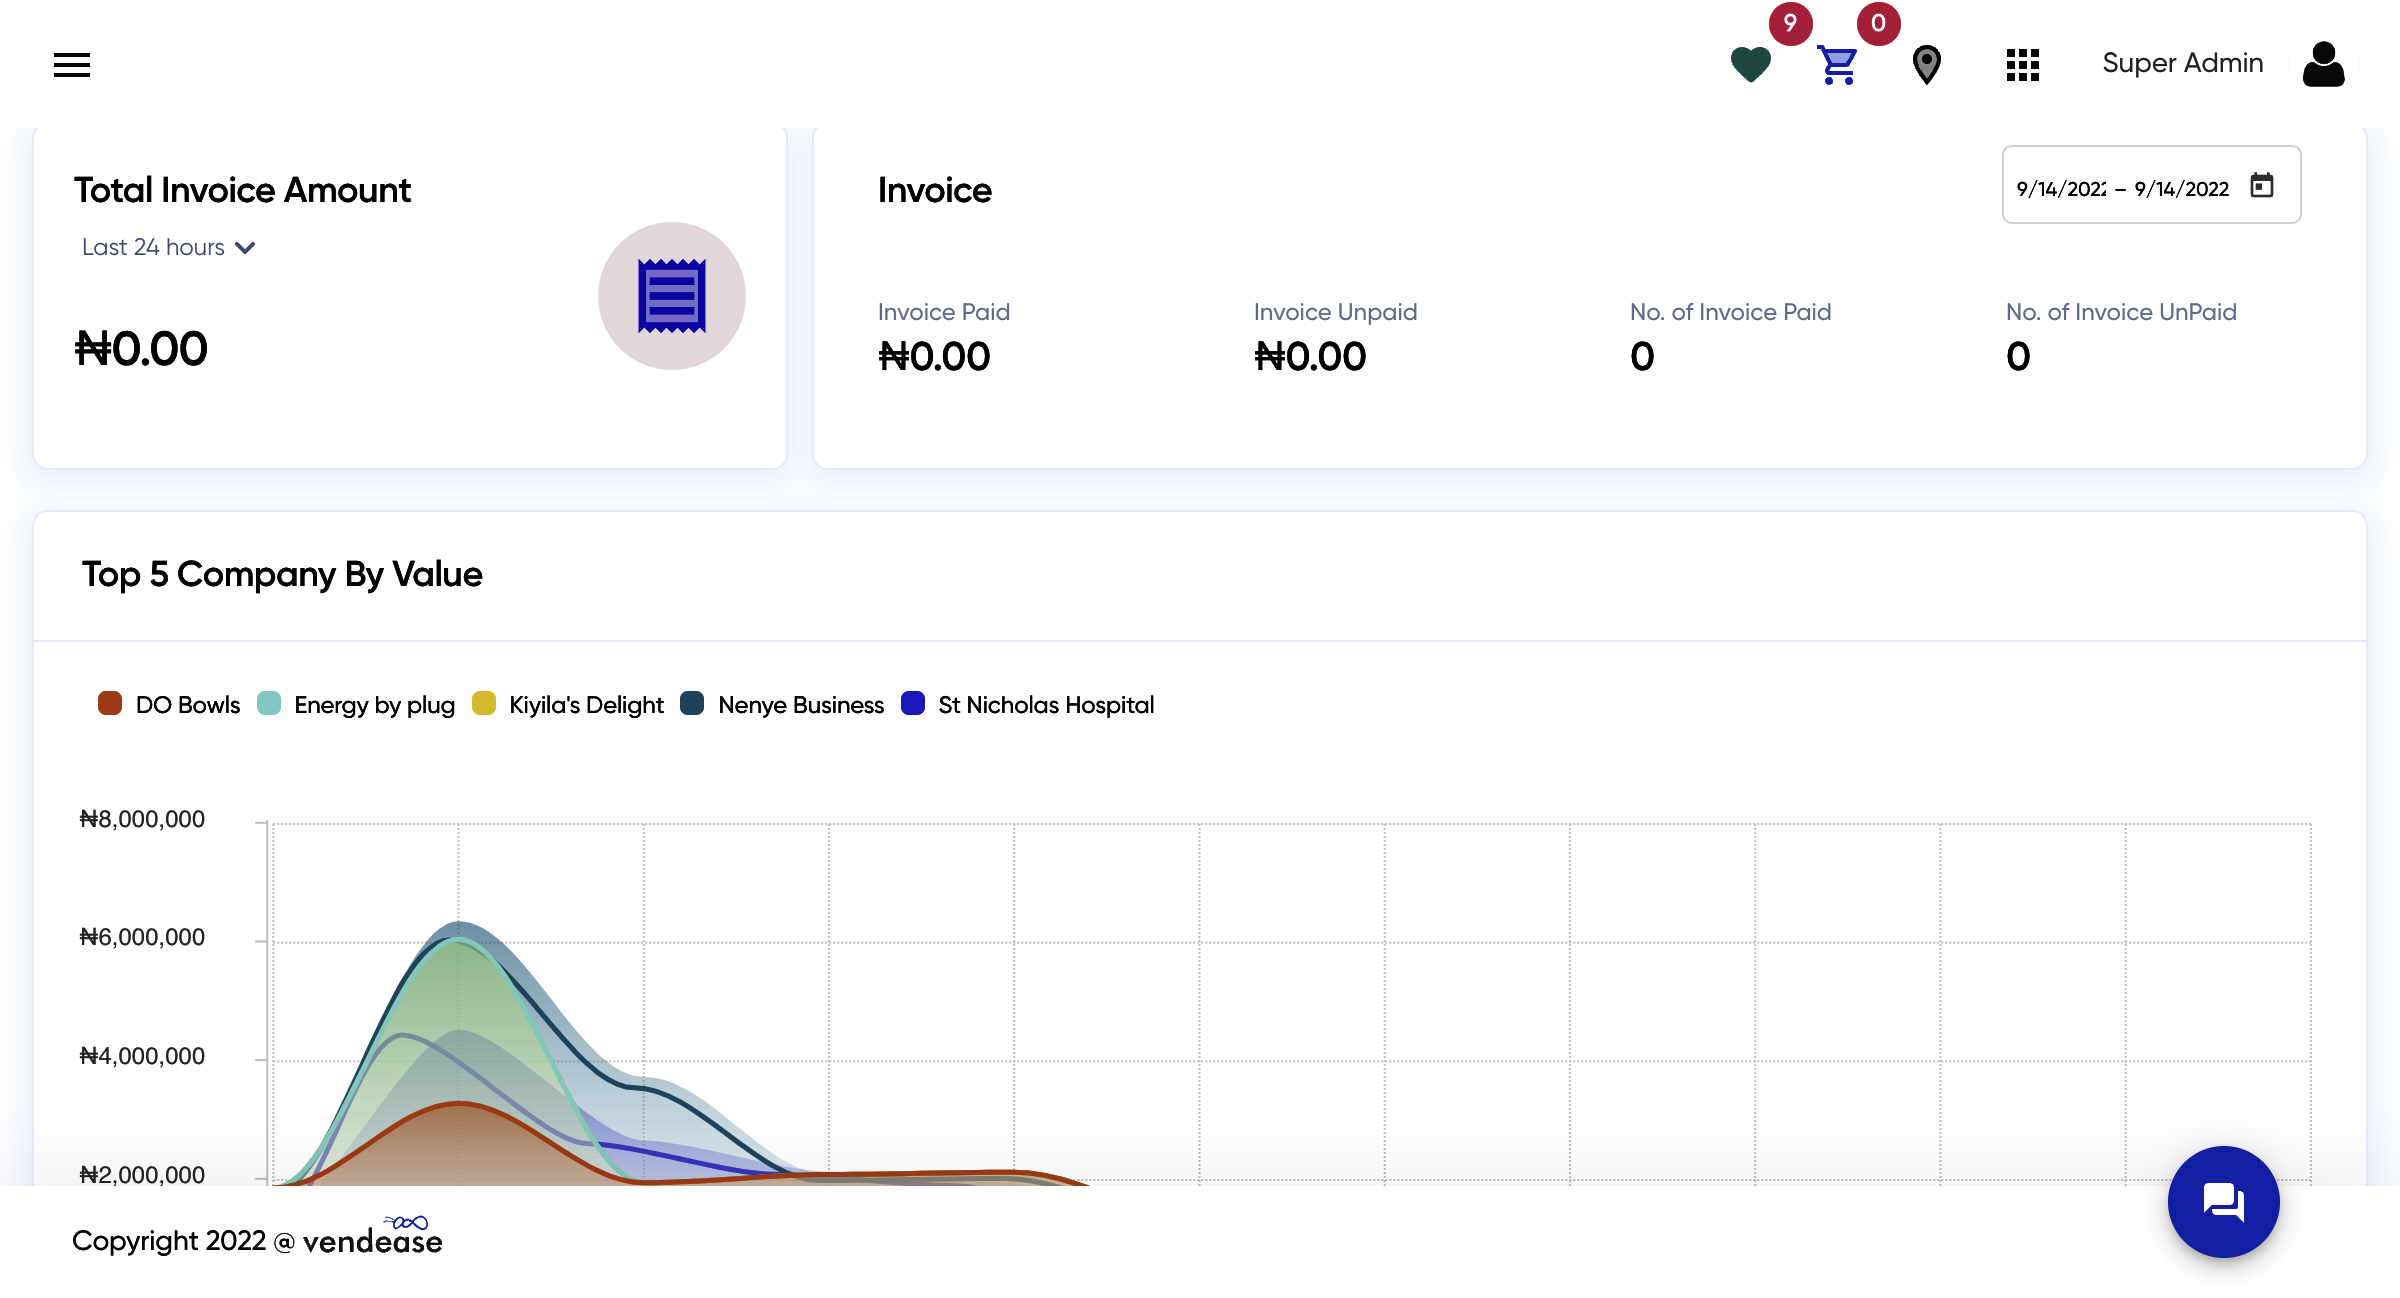 9
0
Super Admin
Total Invoice Amount
Last 24 hours
₦0.00
Invoice
9/14/2022 – 9/14/2022
Invoice Paid
₦0.00
Invoice Unpaid
₦0.00
No. of Invoice Paid
0
No. of Invoice UnPaid
0
Top 5 Company By Value
DO Bowls
Energy by plug
Kiyila's Delight
Nenye Business
St Nicholas Hospital
₦8,000,000
₦6,000,000
₦4,000,000
₦2,000,000
Copyright 2022 @ vendease